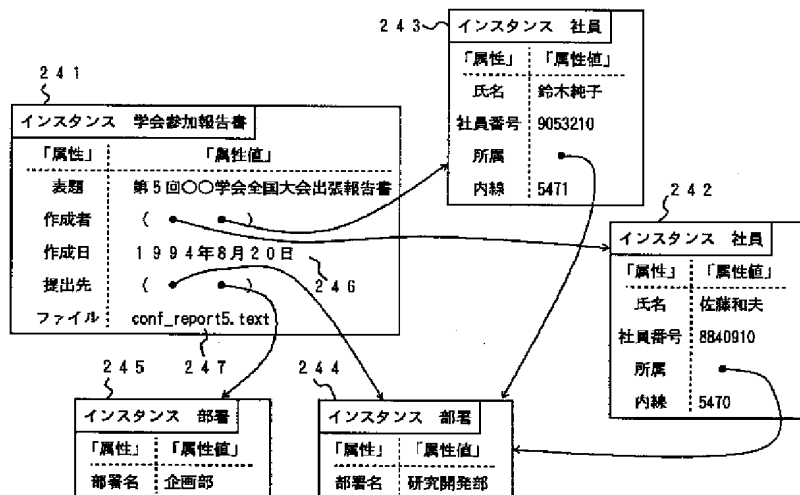 ２４１
インスタンス 学会参加報告書
「属性」 「属性値」
表題 第５回〇〇学会全国大会出張報告書
作成者 （ ）
作成日 １９９４年８月２０日
提出先 （ ）
ファイル conf_report5.text
２４６
２４７
２４３
インスタンス 社員
「属性」 「属性値」
氏名 鈴木純子
社員番号 9053210
所属
内線 5471
２４２
インスタンス 社員
「属性」 「属性値」
氏名 佐藤和夫
社員番号 8840910
所属
内線 5470
２４５
インスタンス 部署
「属性」 「属性値」
部署名 企画部
２４４
インスタンス 部署
「属性」 「属性値」
部署名 研究開発部